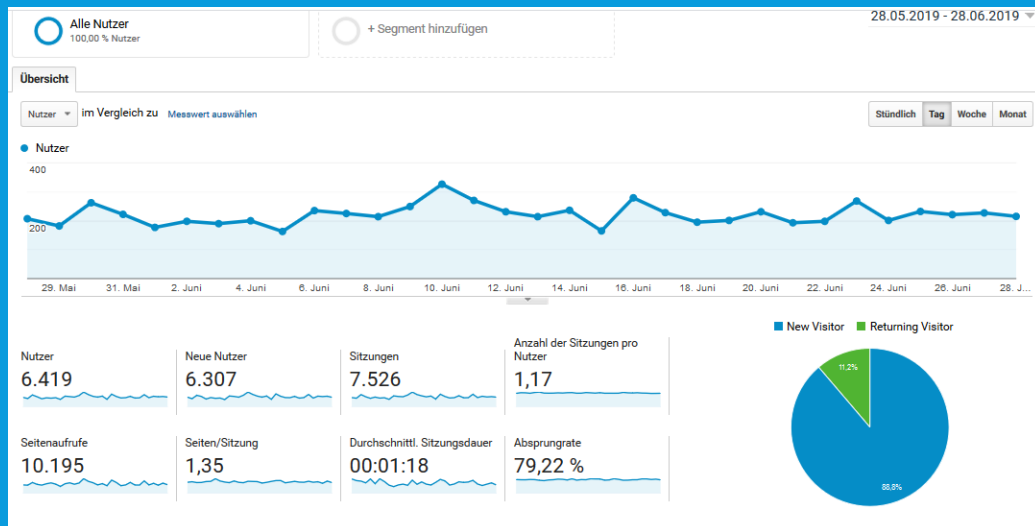 Alle Nutzer
100,00 % Nutzer
+ Segment hinzufügen
28.05.2019 - 28.06.2019
Übersicht
Nutzer im Vergleich zu Messwert auswählen
Stündlich Tag Woche Monat
Nutzer
400
200
29. Mai 31. Mai 2. Juni 4. Juni 6. Juni 8. Juni 10. Juni 12. Juni 14. Juni 16. Juni 18. Juni 20. Juni 22. Juni 24. Juni 26. Juni 28. J...
New Visitor Returning Visitor
Nutzer
6.419
Neue Nutzer
6.307
Sitzungen
7.526
Anzahl der Sitzungen pro
Nutzer
1,17
Seitenaufrufe
10.195
Seiten/Sitzung
1,35
Durchschnittl. Sitzungsdauer
00:01:18
Absprungrate
79,22 %
11,2%
88,8%